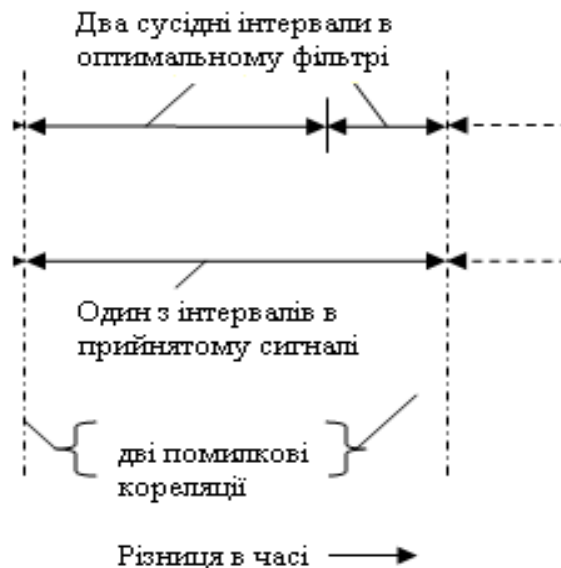 Два сусідні інтервали в
оптимальному фільтрі
Один з інтервалів в
прийнятому сигналі
дві помилкові
кореляції
Різниця в часі